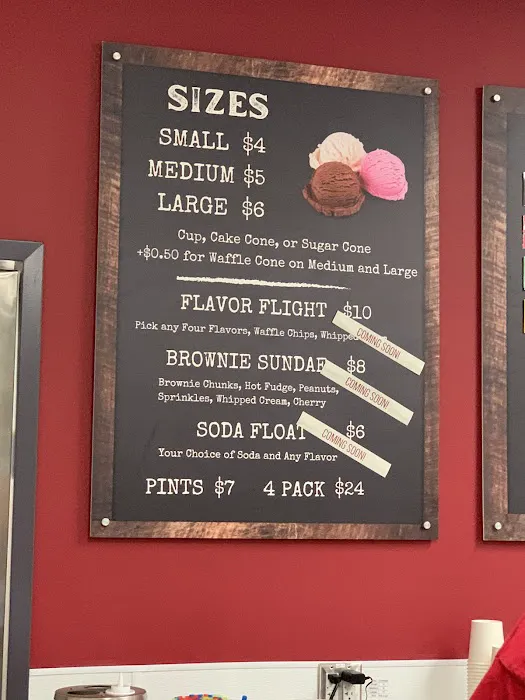 SIZES
SMALL $4
MEDIUM $5
LARGE $6
Cup, Cake Cone, or Sugar Cone
+$0.50 for Waffle Cone on Medium and Large
FLAVOR FLIGHT $10
Pick any Four Flavors, Waffle Chips,
COMING SOON!
BROWNIE $8
Brownie Chunks, Hot Fudge, Peanuts,
Sprinkles, Whipped Cream, Cherry
COMING SOON!
SODA FLOAT $6
Your Choice of Soda and Any Flavor
COMING SOON!
PINTS $7 4 PACK $24